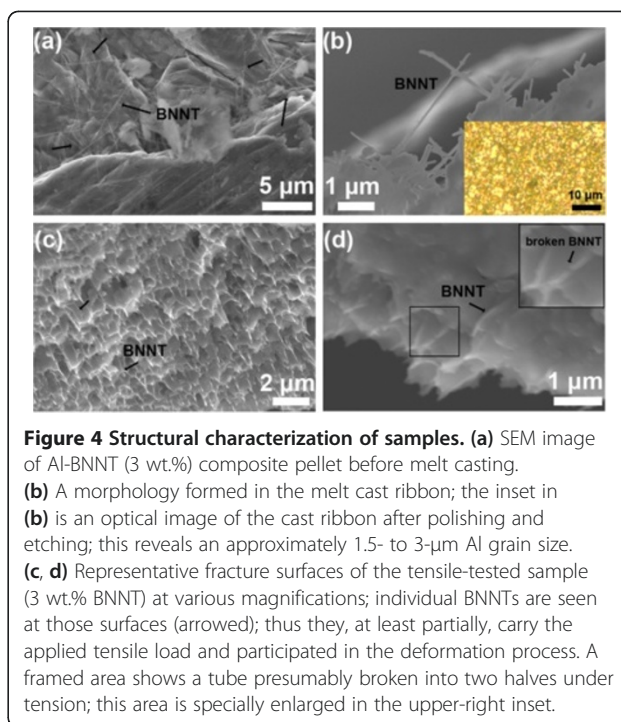 (a)
BNNT
5 μm
(b)
BNNT
1 μm
10 μm
(c)
BNNT
2 μm
(d)
broken BNNT
BNNT
1 μm
Figure 4 Structural characterization of samples. (a) SEM image
of Al-BNNT (3 wt.%) composite pellet before melt casting.
(b) A morphology formed in the melt cast ribbon; the inset in
(b) is an optical image of the cast ribbon after polishing and
etching; this reveals an approximately 1.5- to 3-μm Al grain size.
(c, d) Representative fracture surfaces of the tensile-tested sample
(3 wt.% BNNT) at various magnifications; individual BNNTs are seen
at those surfaces (arrowed); thus they, at least partially, carry the
applied tensile load and participated in the deformation process. A
framed area shows a tube presumably broken into two halves under
tension; this area is specially enlarged in the upper-right inset.